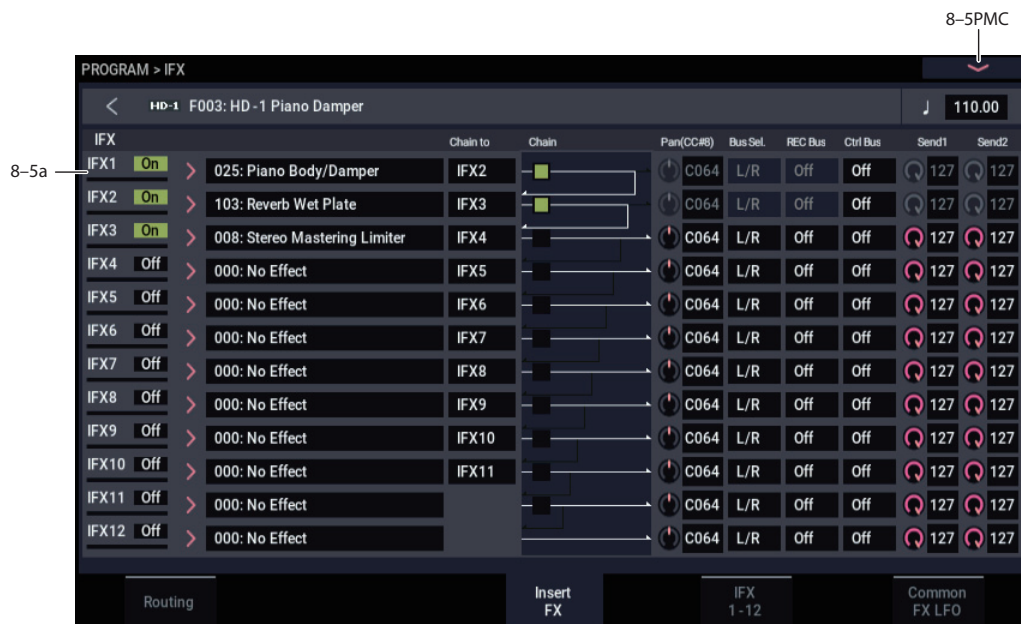 8–5PMC
PROGRAM > IFX
HD-1 F003: HD-1 Piano Damper ♩ 110.00
IFX Chain to Chain Pan(CC#8) Bus Sel. REC Bus Ctrl Bus Send1 Send2
8–5a
IFX1 On 025: Piano Body/Damper IFX2 C064 L/R Off Off 127 127
IFX2 On 103: Reverb Wet Plate IFX3 C064 L/R Off Off 127 127
IFX3 On 008: Stereo Mastering Limiter IFX4 C064 L/R Off Off 127 127
IFX4 Off 000: No Effect IFX5 C064 L/R Off Off 127 127
IFX5 Off 000: No Effect IFX6 C064 L/R Off Off 127 127
IFX6 Off 000: No Effect IFX7 C064 L/R Off Off 127 127
IFX7 Off 000: No Effect IFX8 C064 L/R Off Off 127 127
IFX8 Off 000: No Effect IFX9 C064 L/R Off Off 127 127
IFX9 Off 000: No Effect IFX10 C064 L/R Off Off 127 127
IFX10 Off 000: No Effect IFX11 C064 L/R Off Off 127 127
IFX11 Off 000: No Effect C064 L/R Off Off 127 127
IFX12 Off 000: No Effect C064 L/R Off Off 127 127
Routing
Insert
FX
IFX
1-12
Common
FX LFO